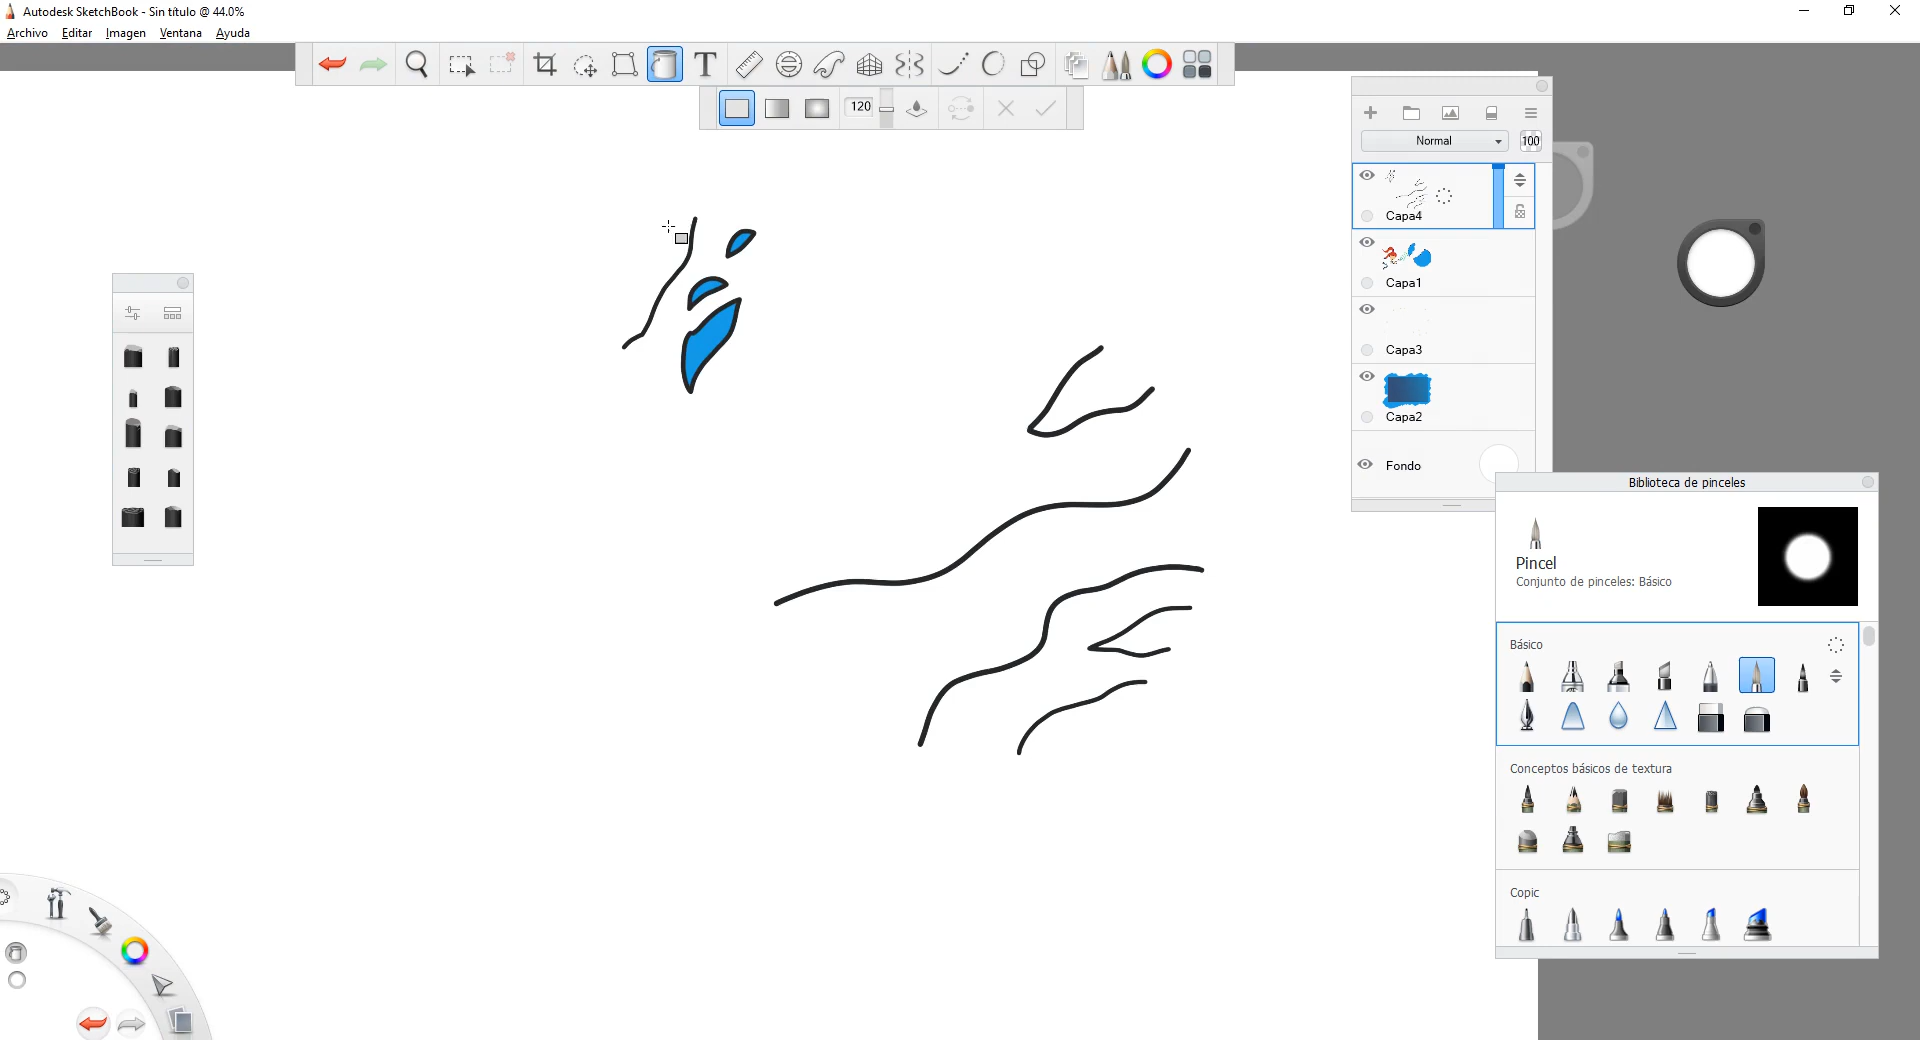 Autodesk SketchBook - Sin título @ 44.0%
Archivo Editar Imagen Ventana Ayuda
T
120
Normal 100
Capa4
Capa1
Capa3
Capa2
Fondo
Biblioteca de pinceles
Pincel
Conjunto de pinceles: Básico
Básico
Conceptos básicos de textura
Copic